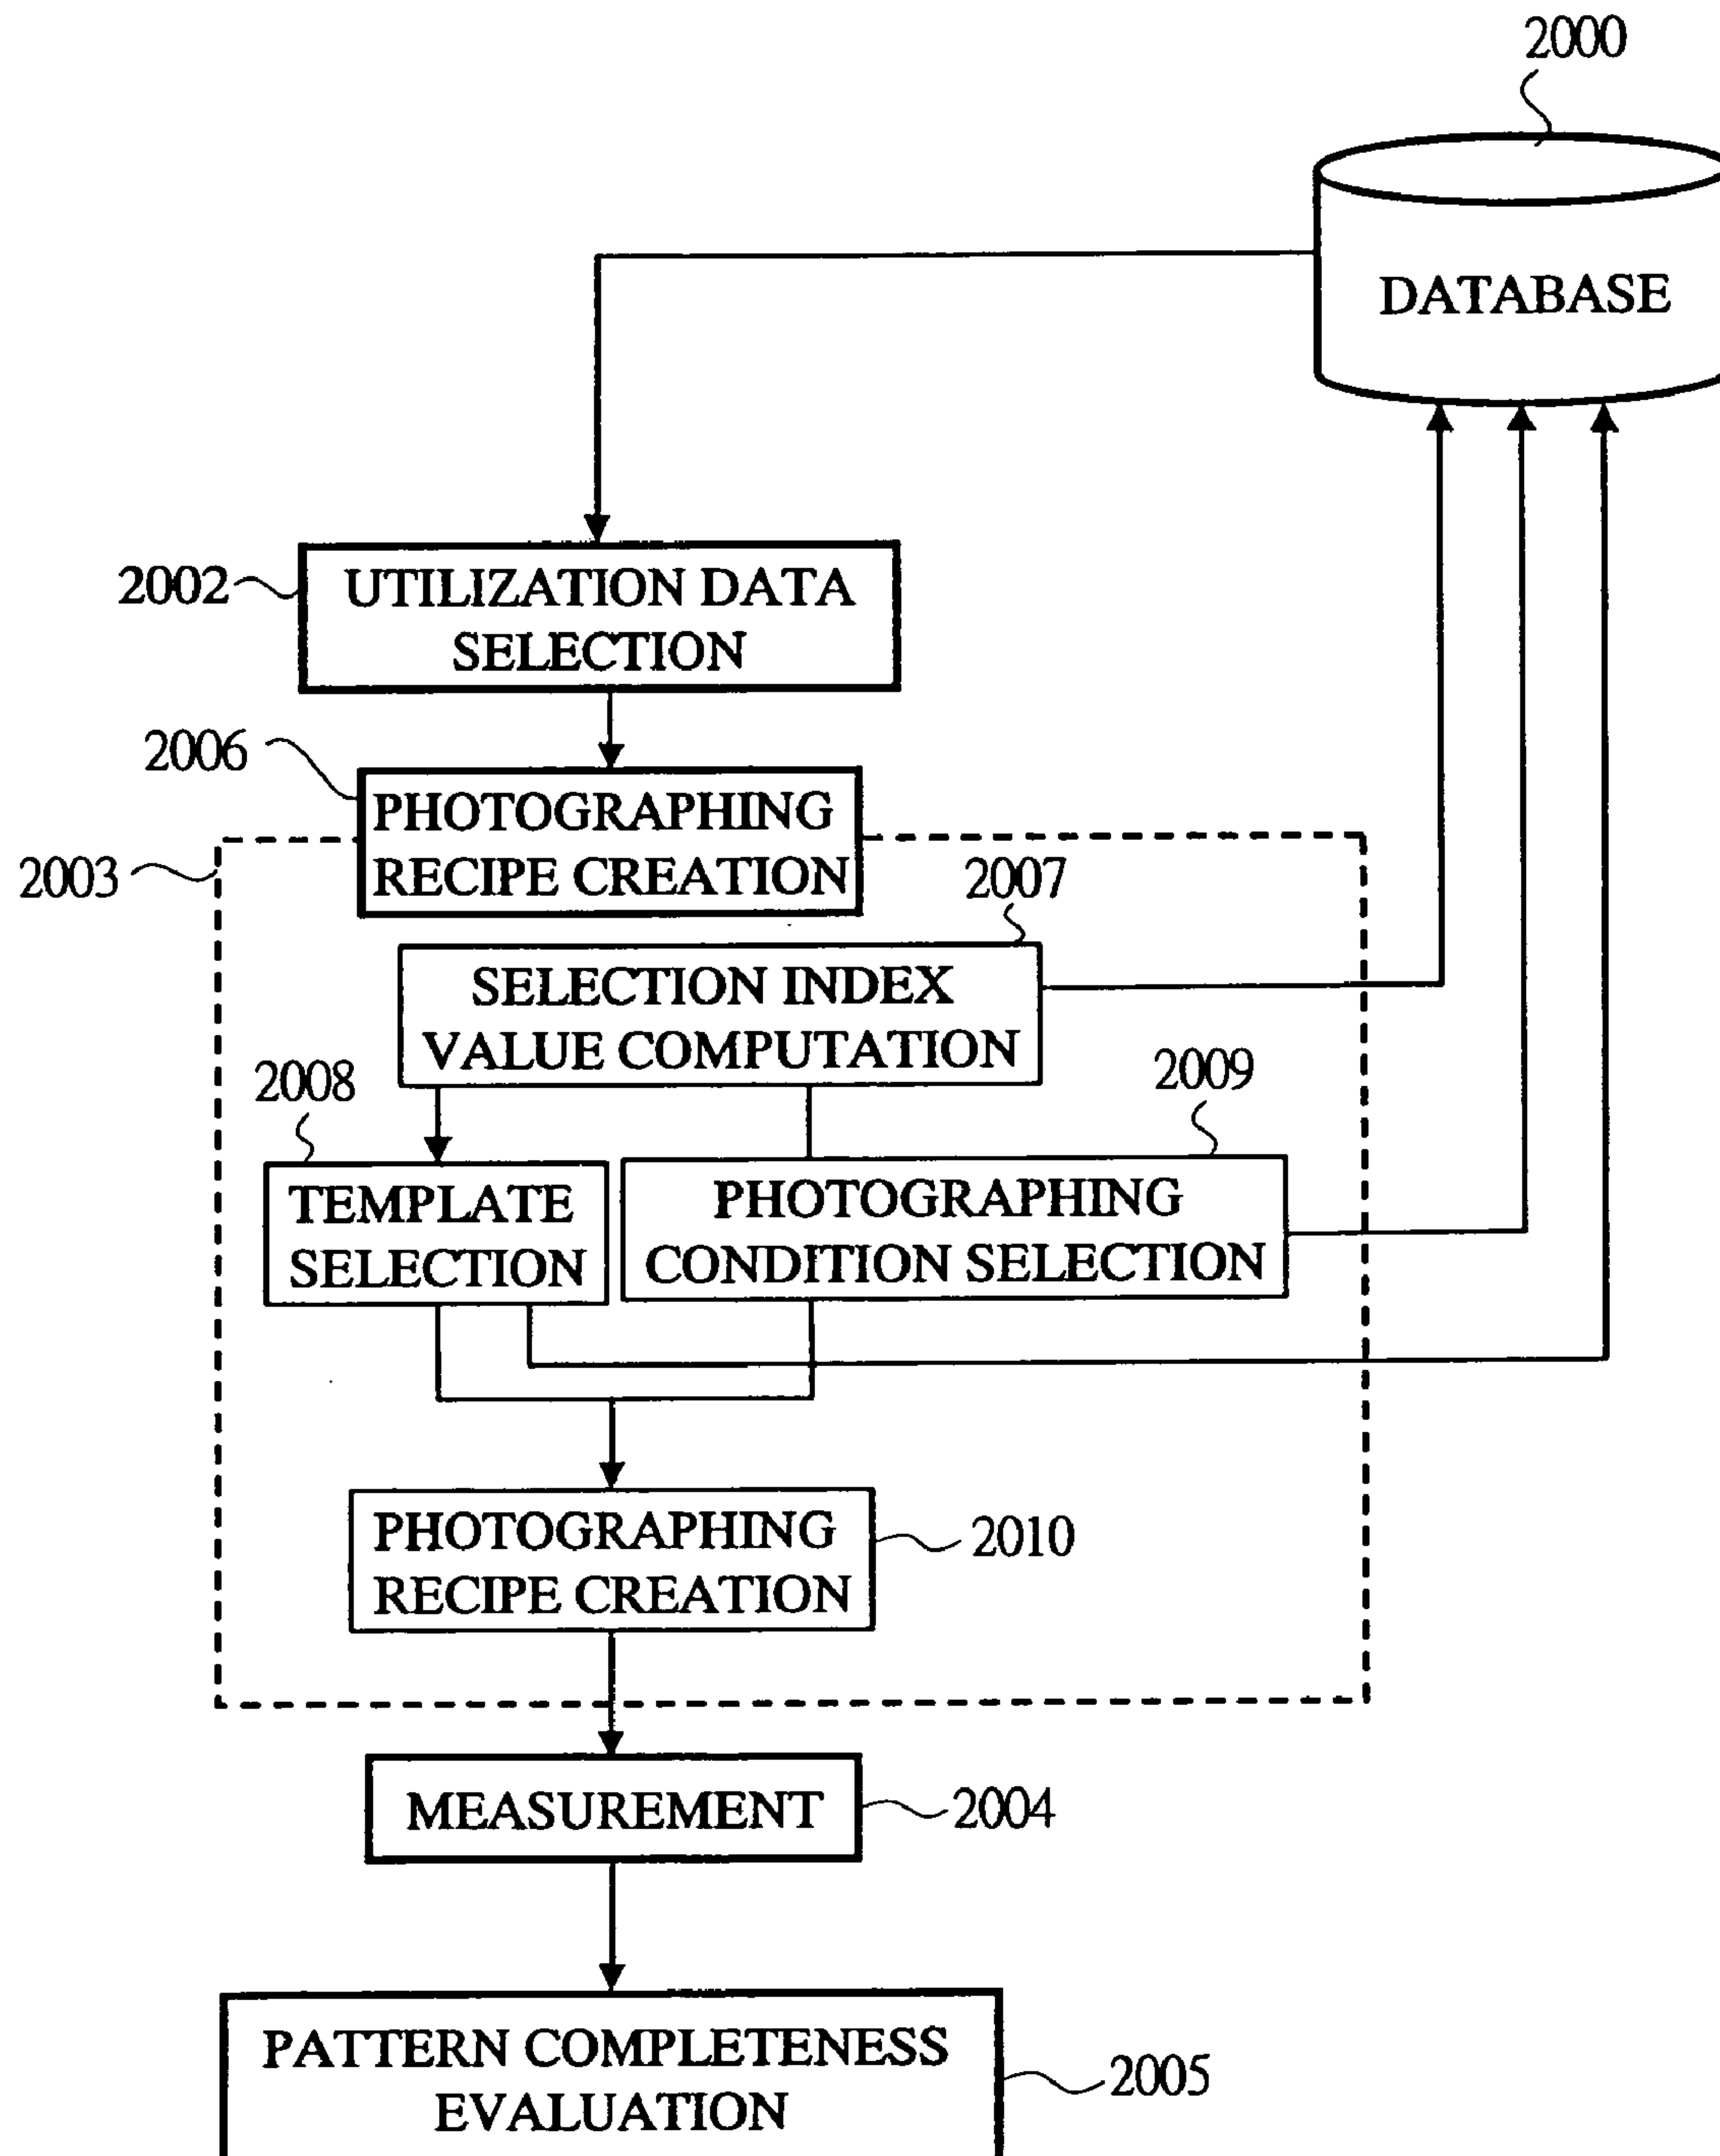 2000
DATABASE
2002
UTILIZATION DATA
SELECTION
2006
PHOTOGRAPHING
RECIPE CREATION
2003
2007
SELECTION INDEX
VALUE COMPUTATION
2008
2009
TEMPLATE
SELECTION
PHOTOGRAPHING
CONDITION SELECTION
PHOTOGRAPHING
RECIPE CREATION
2010
MEASUREMENT
2004
PATTERN COMPLETENESS
EVALUATION
2005